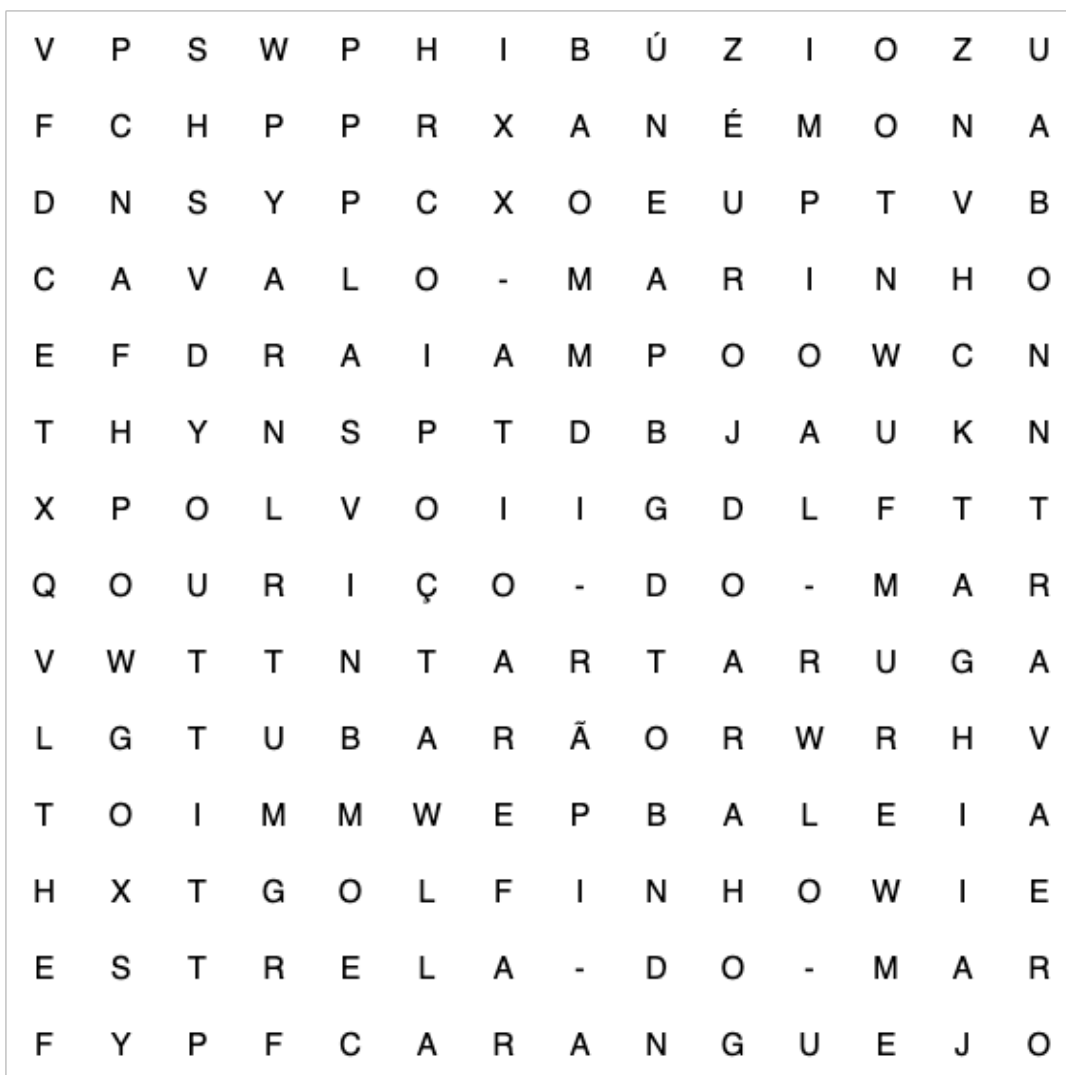 V P S W P H I B Ú Z I O Z U
F C H P P R X A N É M O N A
D N S Y P C X O E U P T V B
C A V A L O - M A R I N H O
E F D R A I A M P O O W C N
T H Y N S P T D B J A U K N
X P O L V O I I G D L F T T
Q O U R I Ç O - D O - M A R
V W T T N T A R T A R U G A
L G T U B A R Ã O R W R H V
T O I M M W E P B A L E I A
H X T G O L F I N H O W I E
E S T R E L A - D O - M A R
F Y P F C A R A N G U E J O